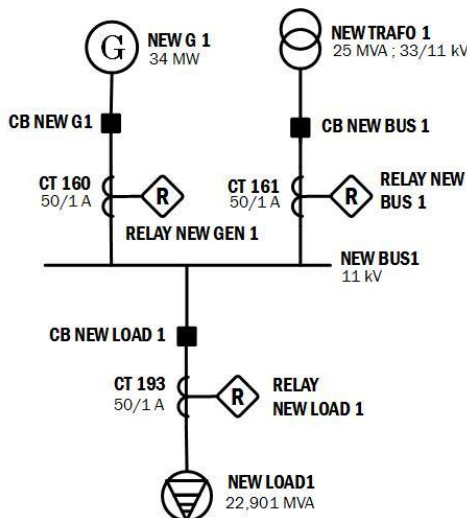 G
NEW G 1
34 MW
NEW TRAFO 1
25 MVA ; 33/11 kV
CB NEW G1
CB NEW BUS 1
CT 160
50/1 A
R
RELAY NEW GEN 1
CT 161
50/1 A
R
RELAY NEW
BUS 1
NEW BUS1
11 kV
CB NEW LOAD 1
CT 193
50/1 A
R
RELAY
NEW LOAD 1
NEW LOAD1
22,901 MVA